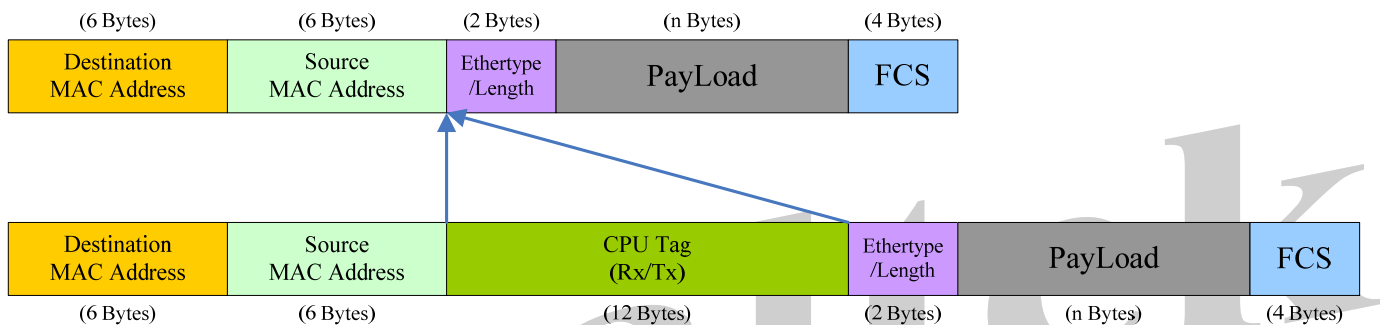 (6 Bytes) (6 Bytes) (2 Bytes) (n Bytes) (4 Bytes)
Destination MAC Address
Source MAC Address
Ethertype /Length
PayLoad
FCS
Destination MAC Address
Source MAC Address
CPU Tag (Rx/Tx)
Ethertype /Length
PayLoad
FCS
(6 Bytes) (6 Bytes) (12 Bytes) (2 Bytes) (n Bytes) (4 Bytes)